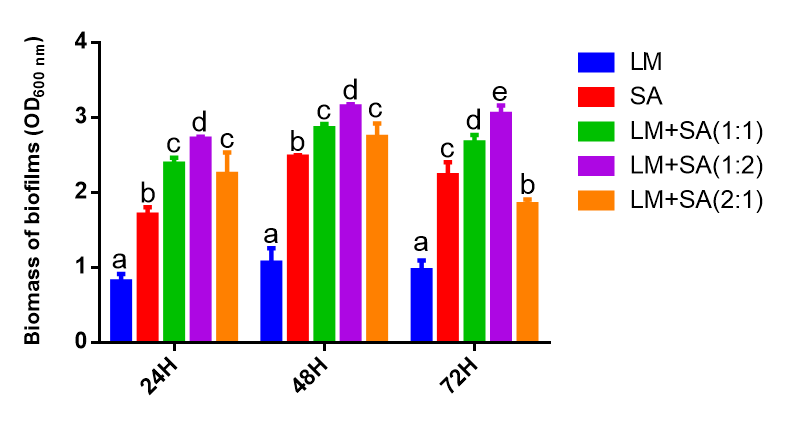 Biomass of biofilms (OD600 nm)
4
3
2
1
0
a b c d c
a b c d c
a c d e b
24H 48H 72H
LM
SA
LM+SA(1:1)
LM+SA(1:2)
LM+SA(2:1)